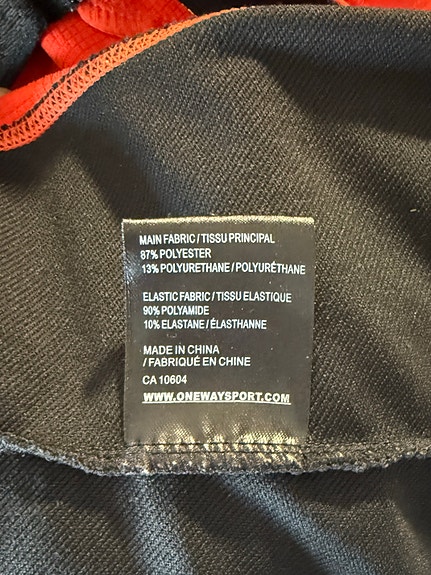 MAIN FABRIC / TISSU PRINCIPAL
87% POLYESTER
13% POLYURETHANE / POLYURÉTHANE
ELASTIC FABRIC / TISSU ELASTIQUE
90% POLYAMIDE
10% ELASTANE / ÉLASTHANNE
MADE IN CHINA
/ FABRIQUÉ EN CHINE
CA 10604
WWW.ONEWAYSPORT.COM